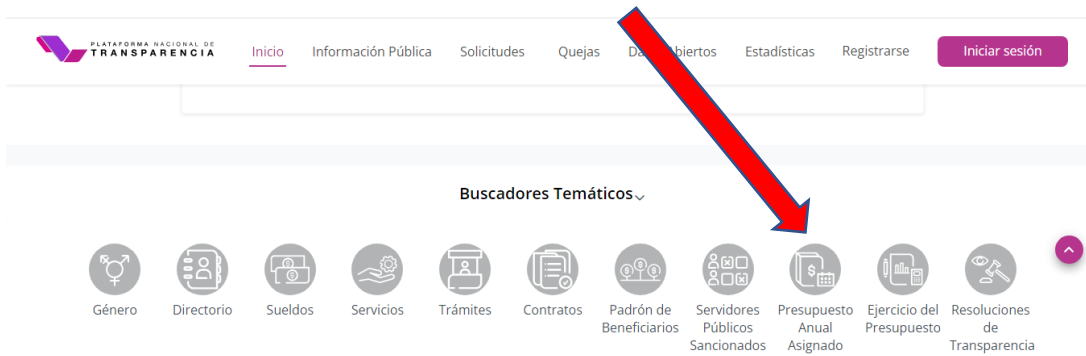 PLATAFORMA NACIONAL DE
TRANSPARENCIA
Inicio
Información Pública
Solicitudes
Quejas
Estadísticas
Registrarse
Iniciar sesión
Buscadores Temáticos
Género
Directorio
Sueldos
Servicios
Trámites
Contratos
Padrón de
Beneficiarios
Servidores
Públicos
Sancionados
Presupuesto
Anual
Asignado
Ejercicio del
Presupuesto
Resoluciones
de
Transparencia